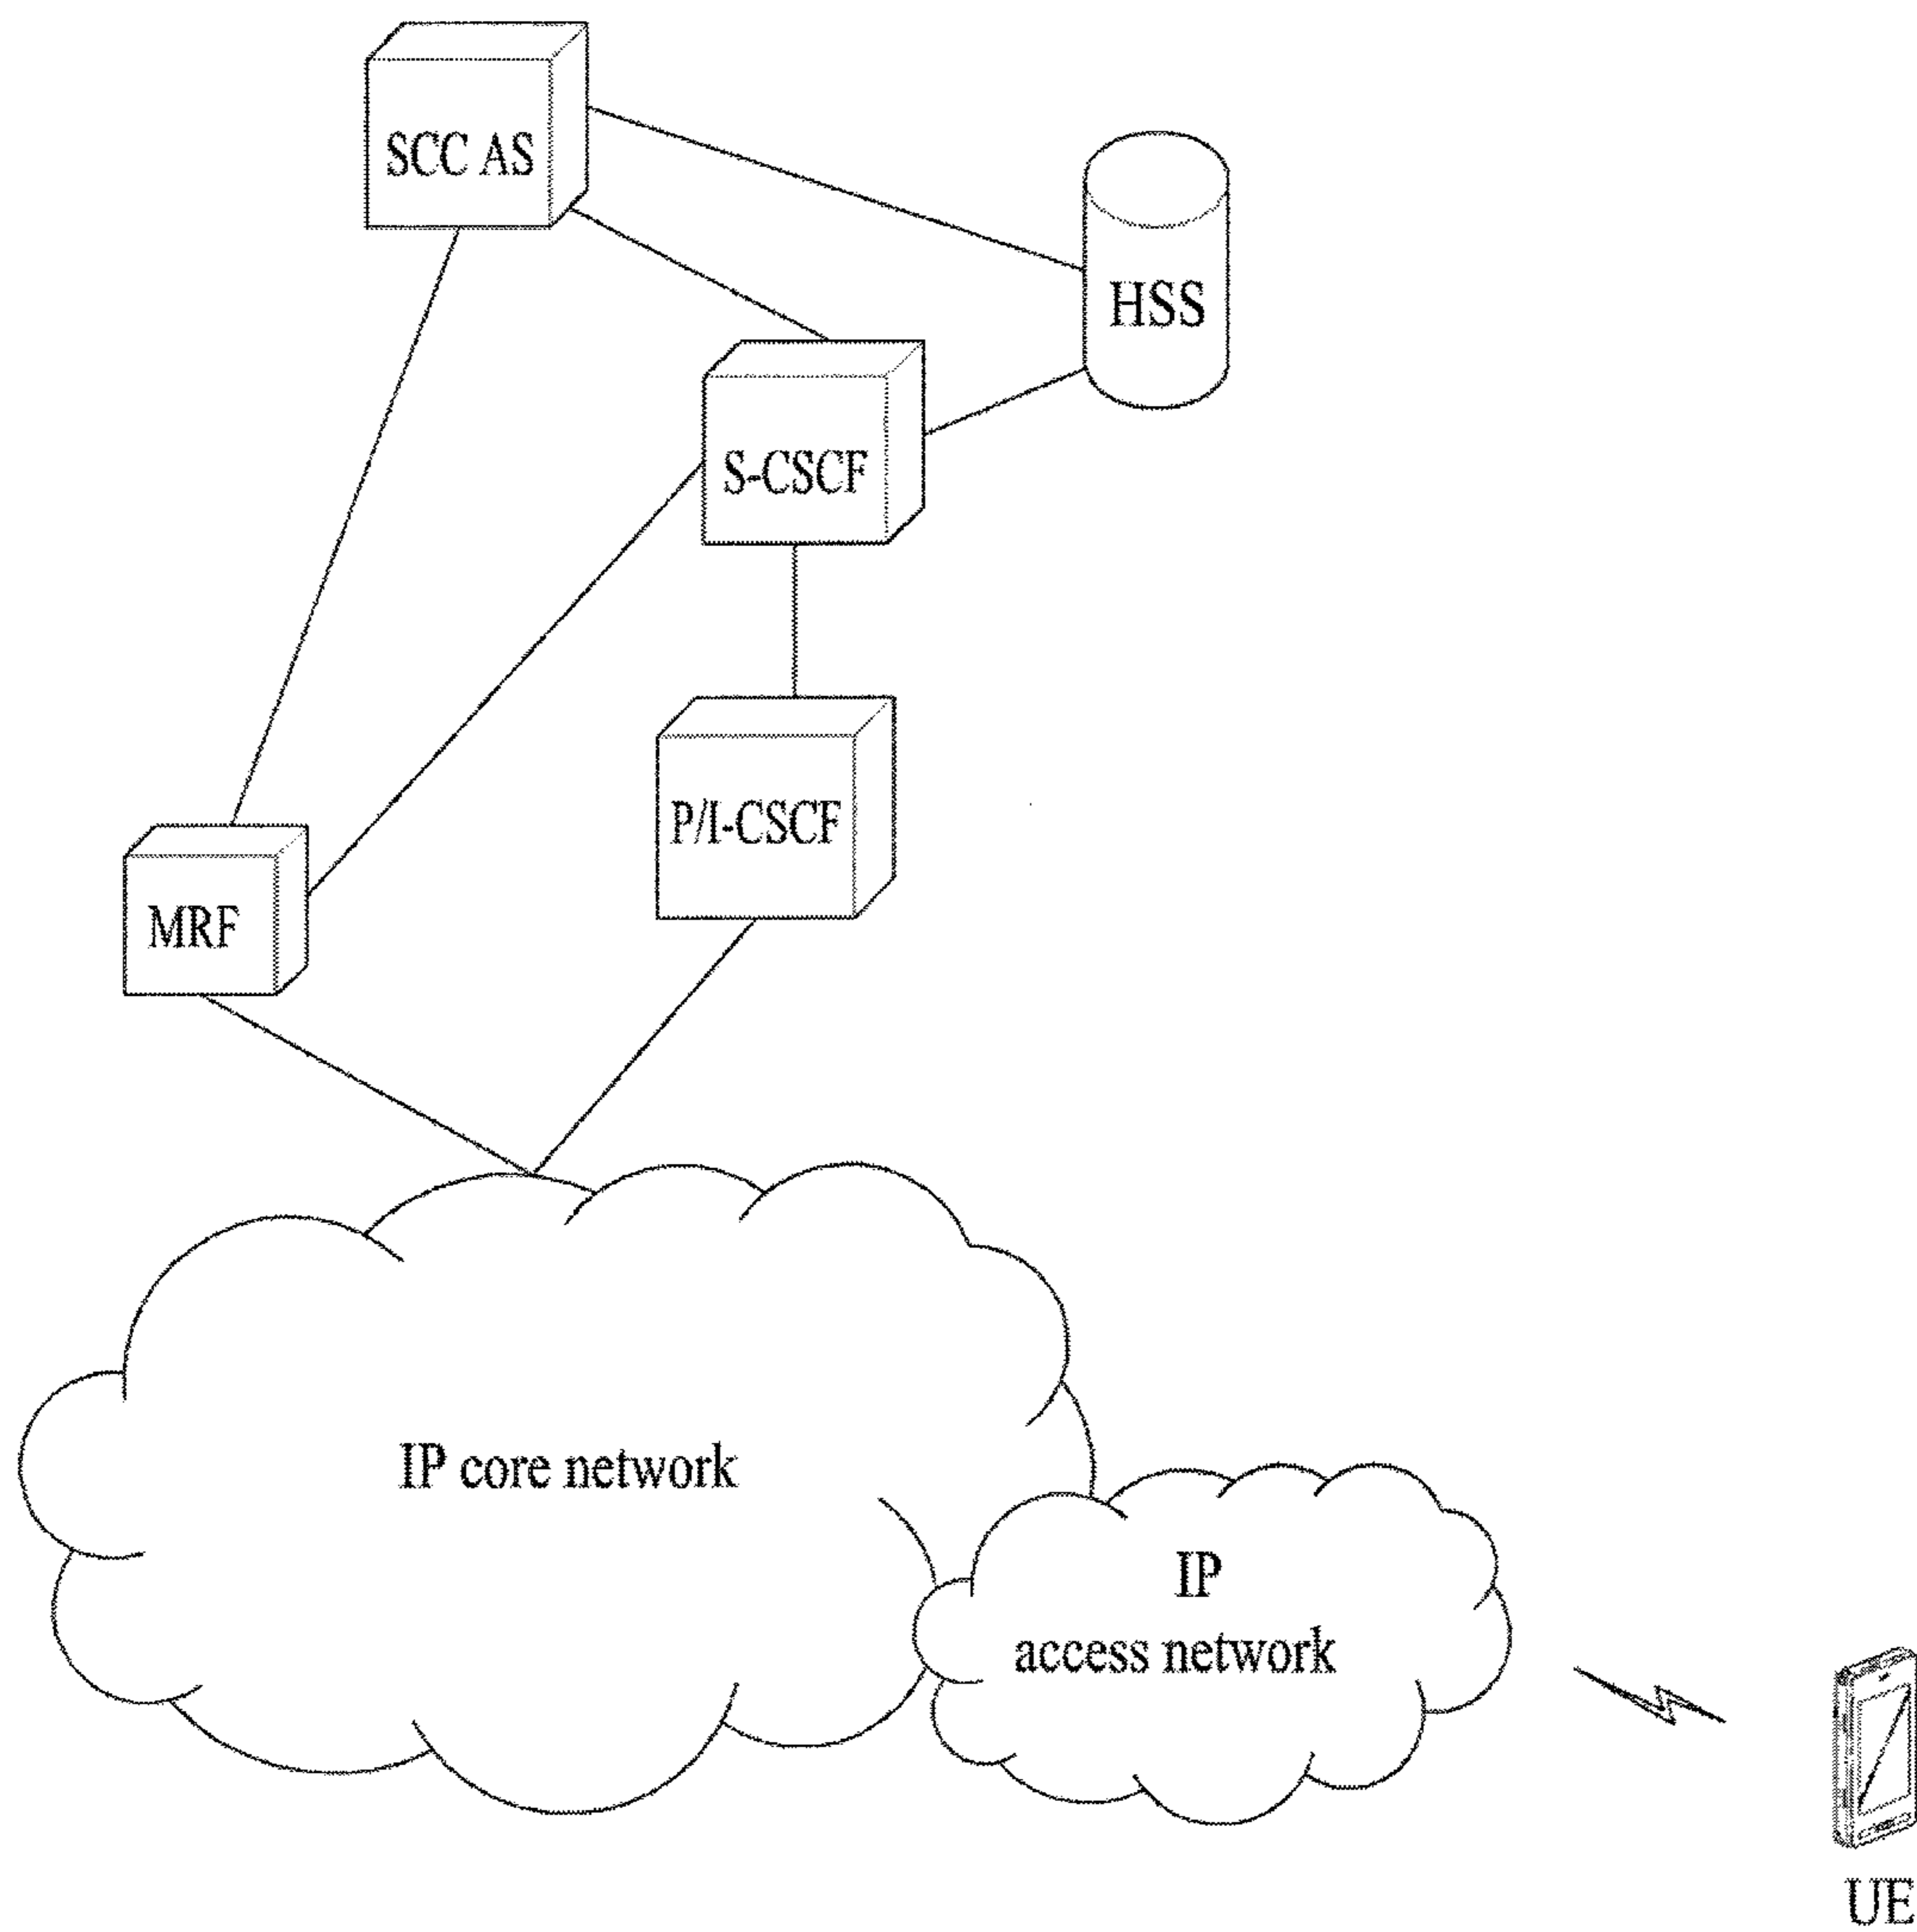 SCC AS
HSS
S-CSCF
P/I-CSCF
MRF
IP core network
IP
access network
UE